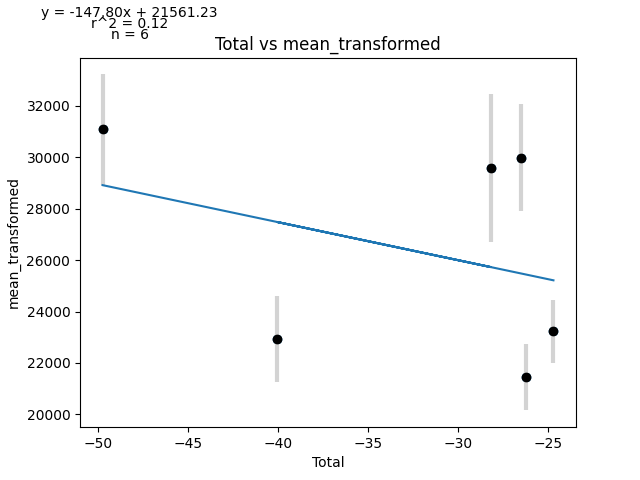 y = -147.80x + 21561.23
r^2 = 0.12
n = 6
Total vs mean_transformed
mean_transformed
32000
30000
28000
26000
24000
22000
20000
−50
−45
−40
−35
−30
−25
Total